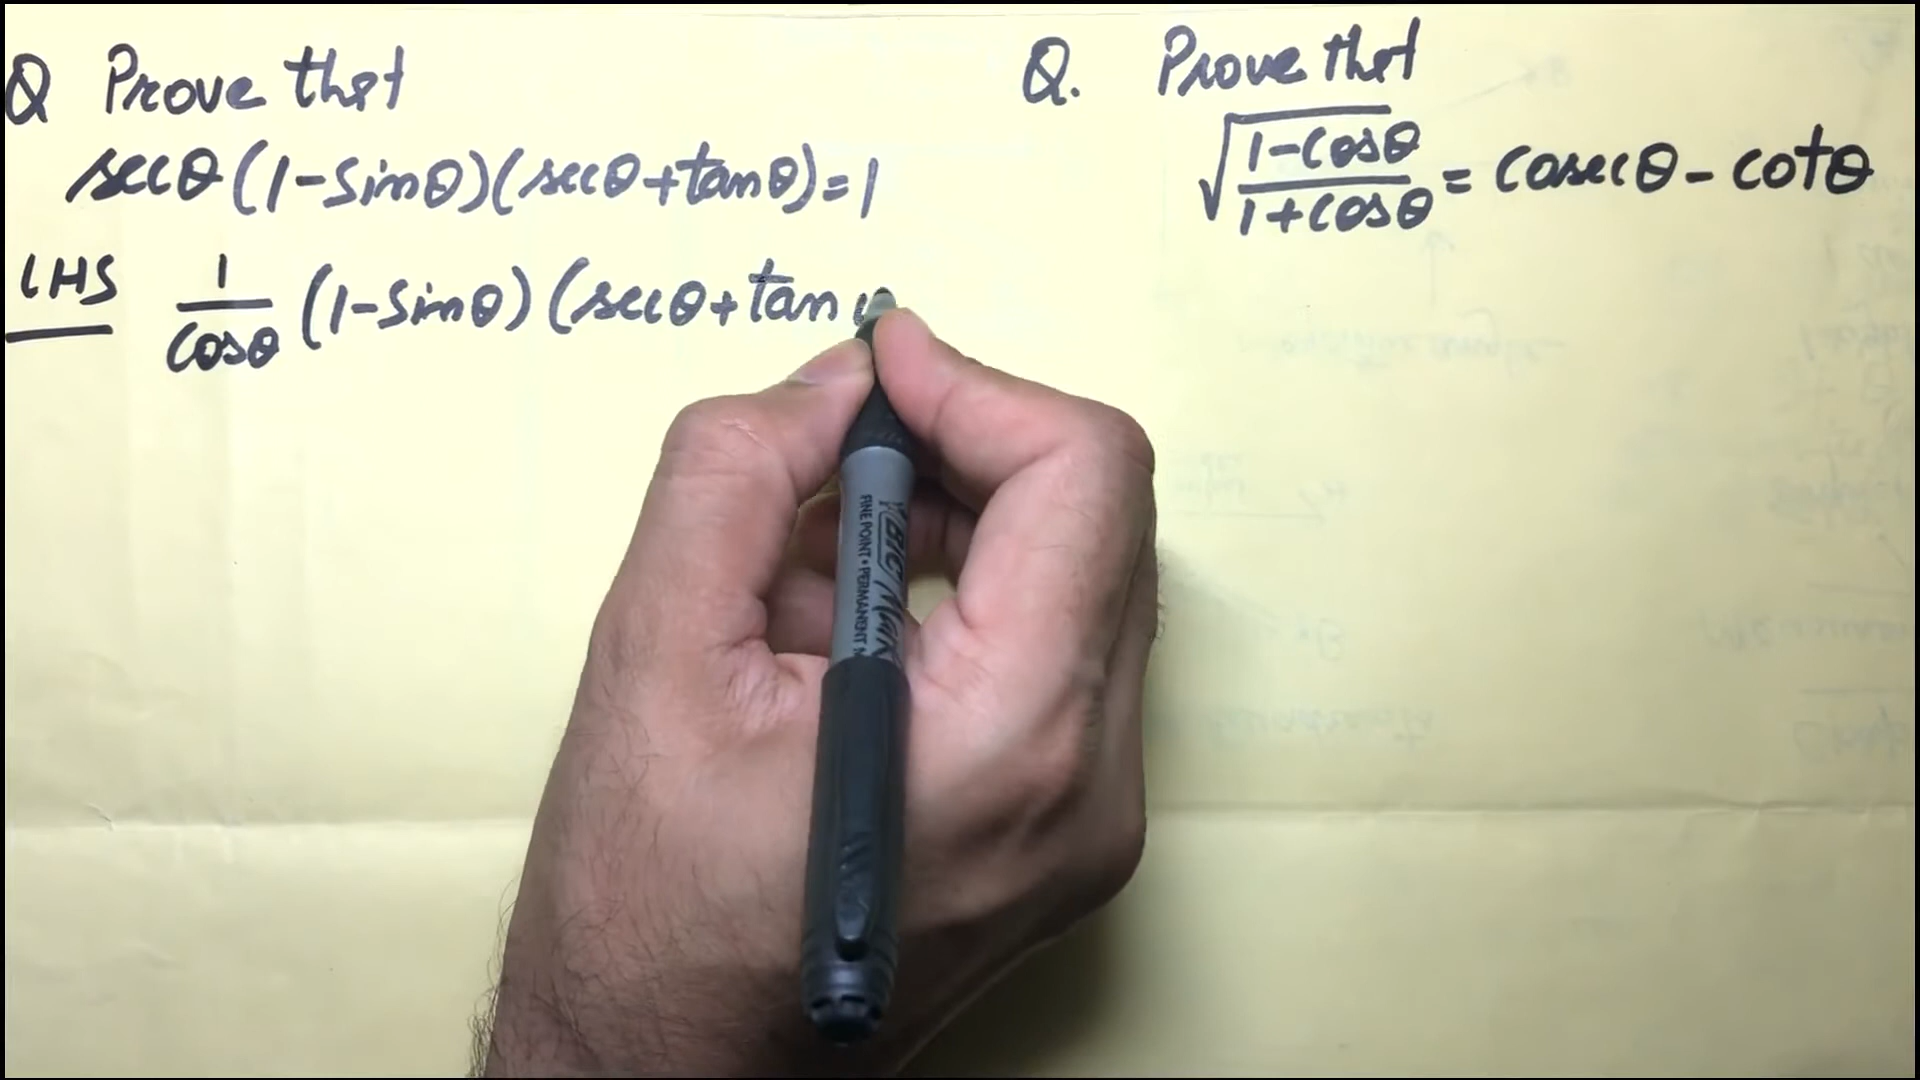 Q Prove that
secθ(1-Sinθ)(secθ+tanθ)=1
LHS 1/cosθ (1-Sinθ)(secθ+tan
Q. Prove that
√(1-Cosθ)/(1+Cosθ) = Cosecθ - cotθ
BIC Mark
FINE POINT • PERMANENT